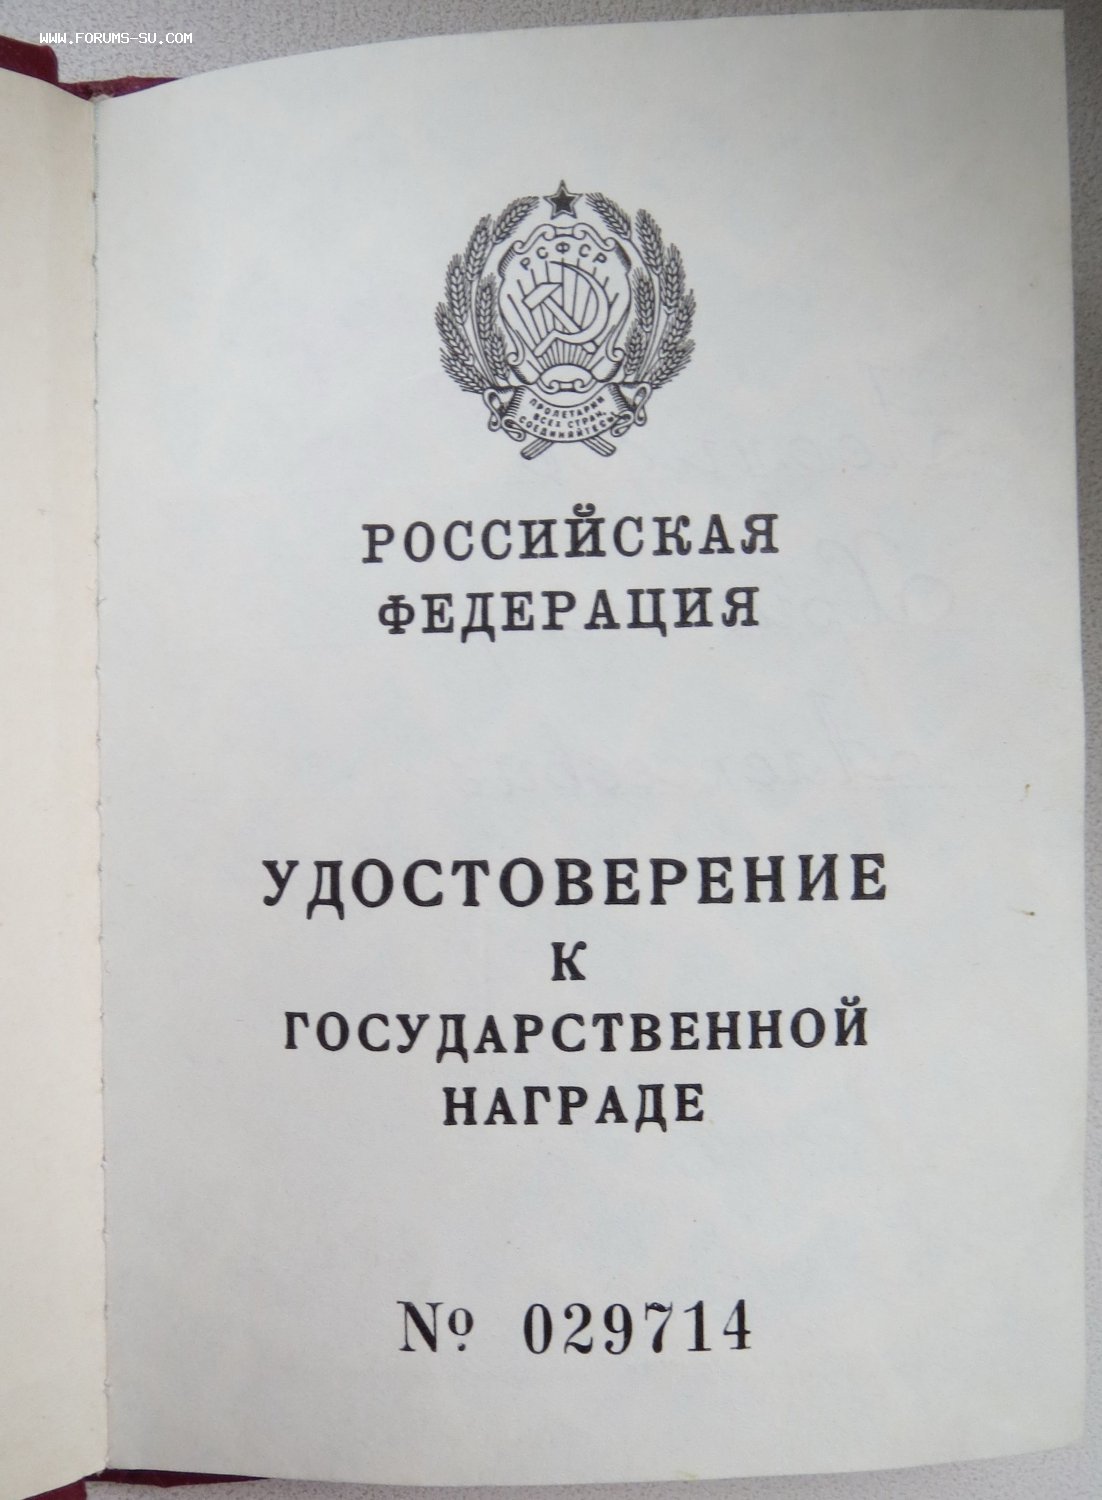 WWW.FORUMS-SU.COM
РСФСР
ПРОЛЕТАРИИ
ВСЕХ СТРАН,
СОЕДИНЯЙТЕСЬ!
РОССИЙСКАЯ
ФЕДЕРАЦИЯ
УДОСТОВЕРЕНИЕ
К
ГОСУДАРСТВЕННОЙ
НАГРАДЕ
№ 029714